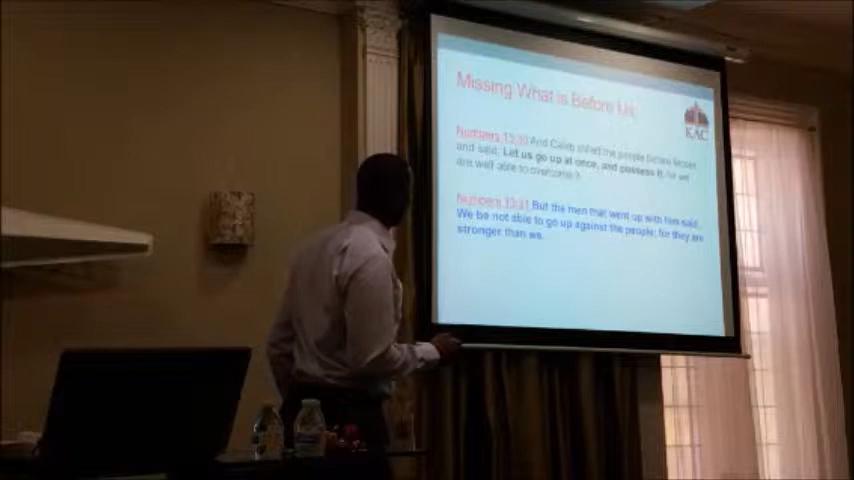 Missing What is Before Us
KAC
Numbers 13:30 And Caleb stilled the people before Moses
and said, Let us go up at once, and possess it, for we
are well able to overcome it
Numbers 13:31 But the men that went up with him said,
We be not able to go up against the people; for they are
stronger than we.